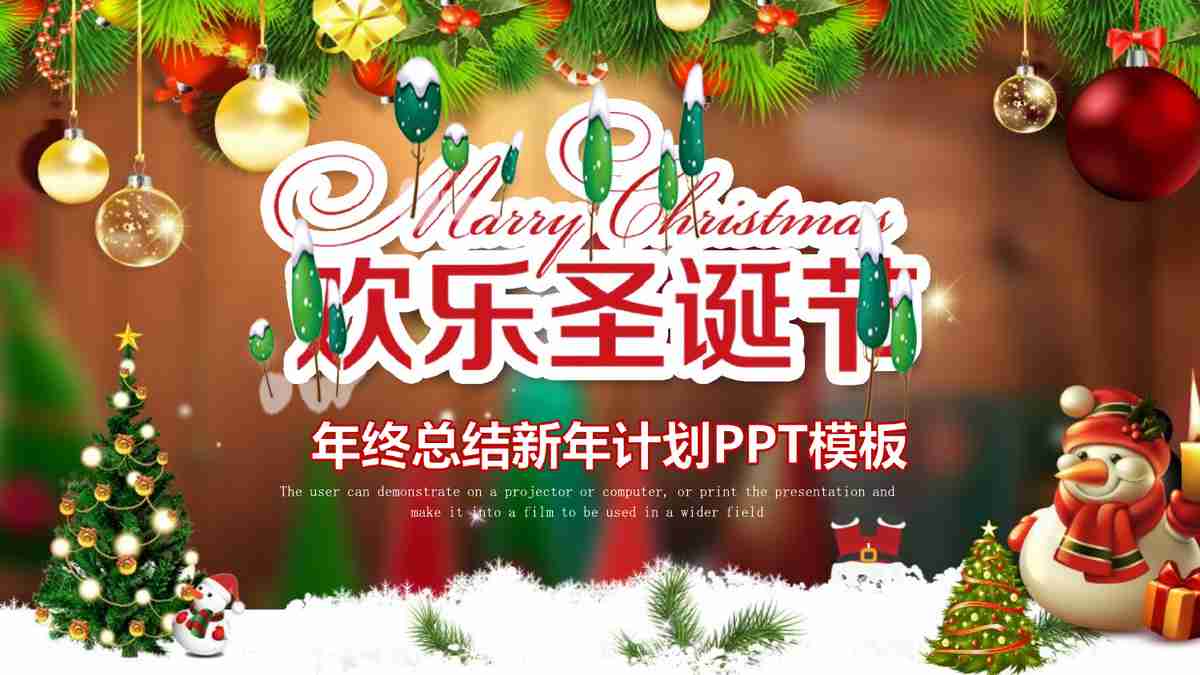 Marry Christmas
欢乐圣诞节
年终总结新年计划PPT模板
The user can demonstrate on a projector or computer, or print the presentation and
make it into a film to be used in a wider field